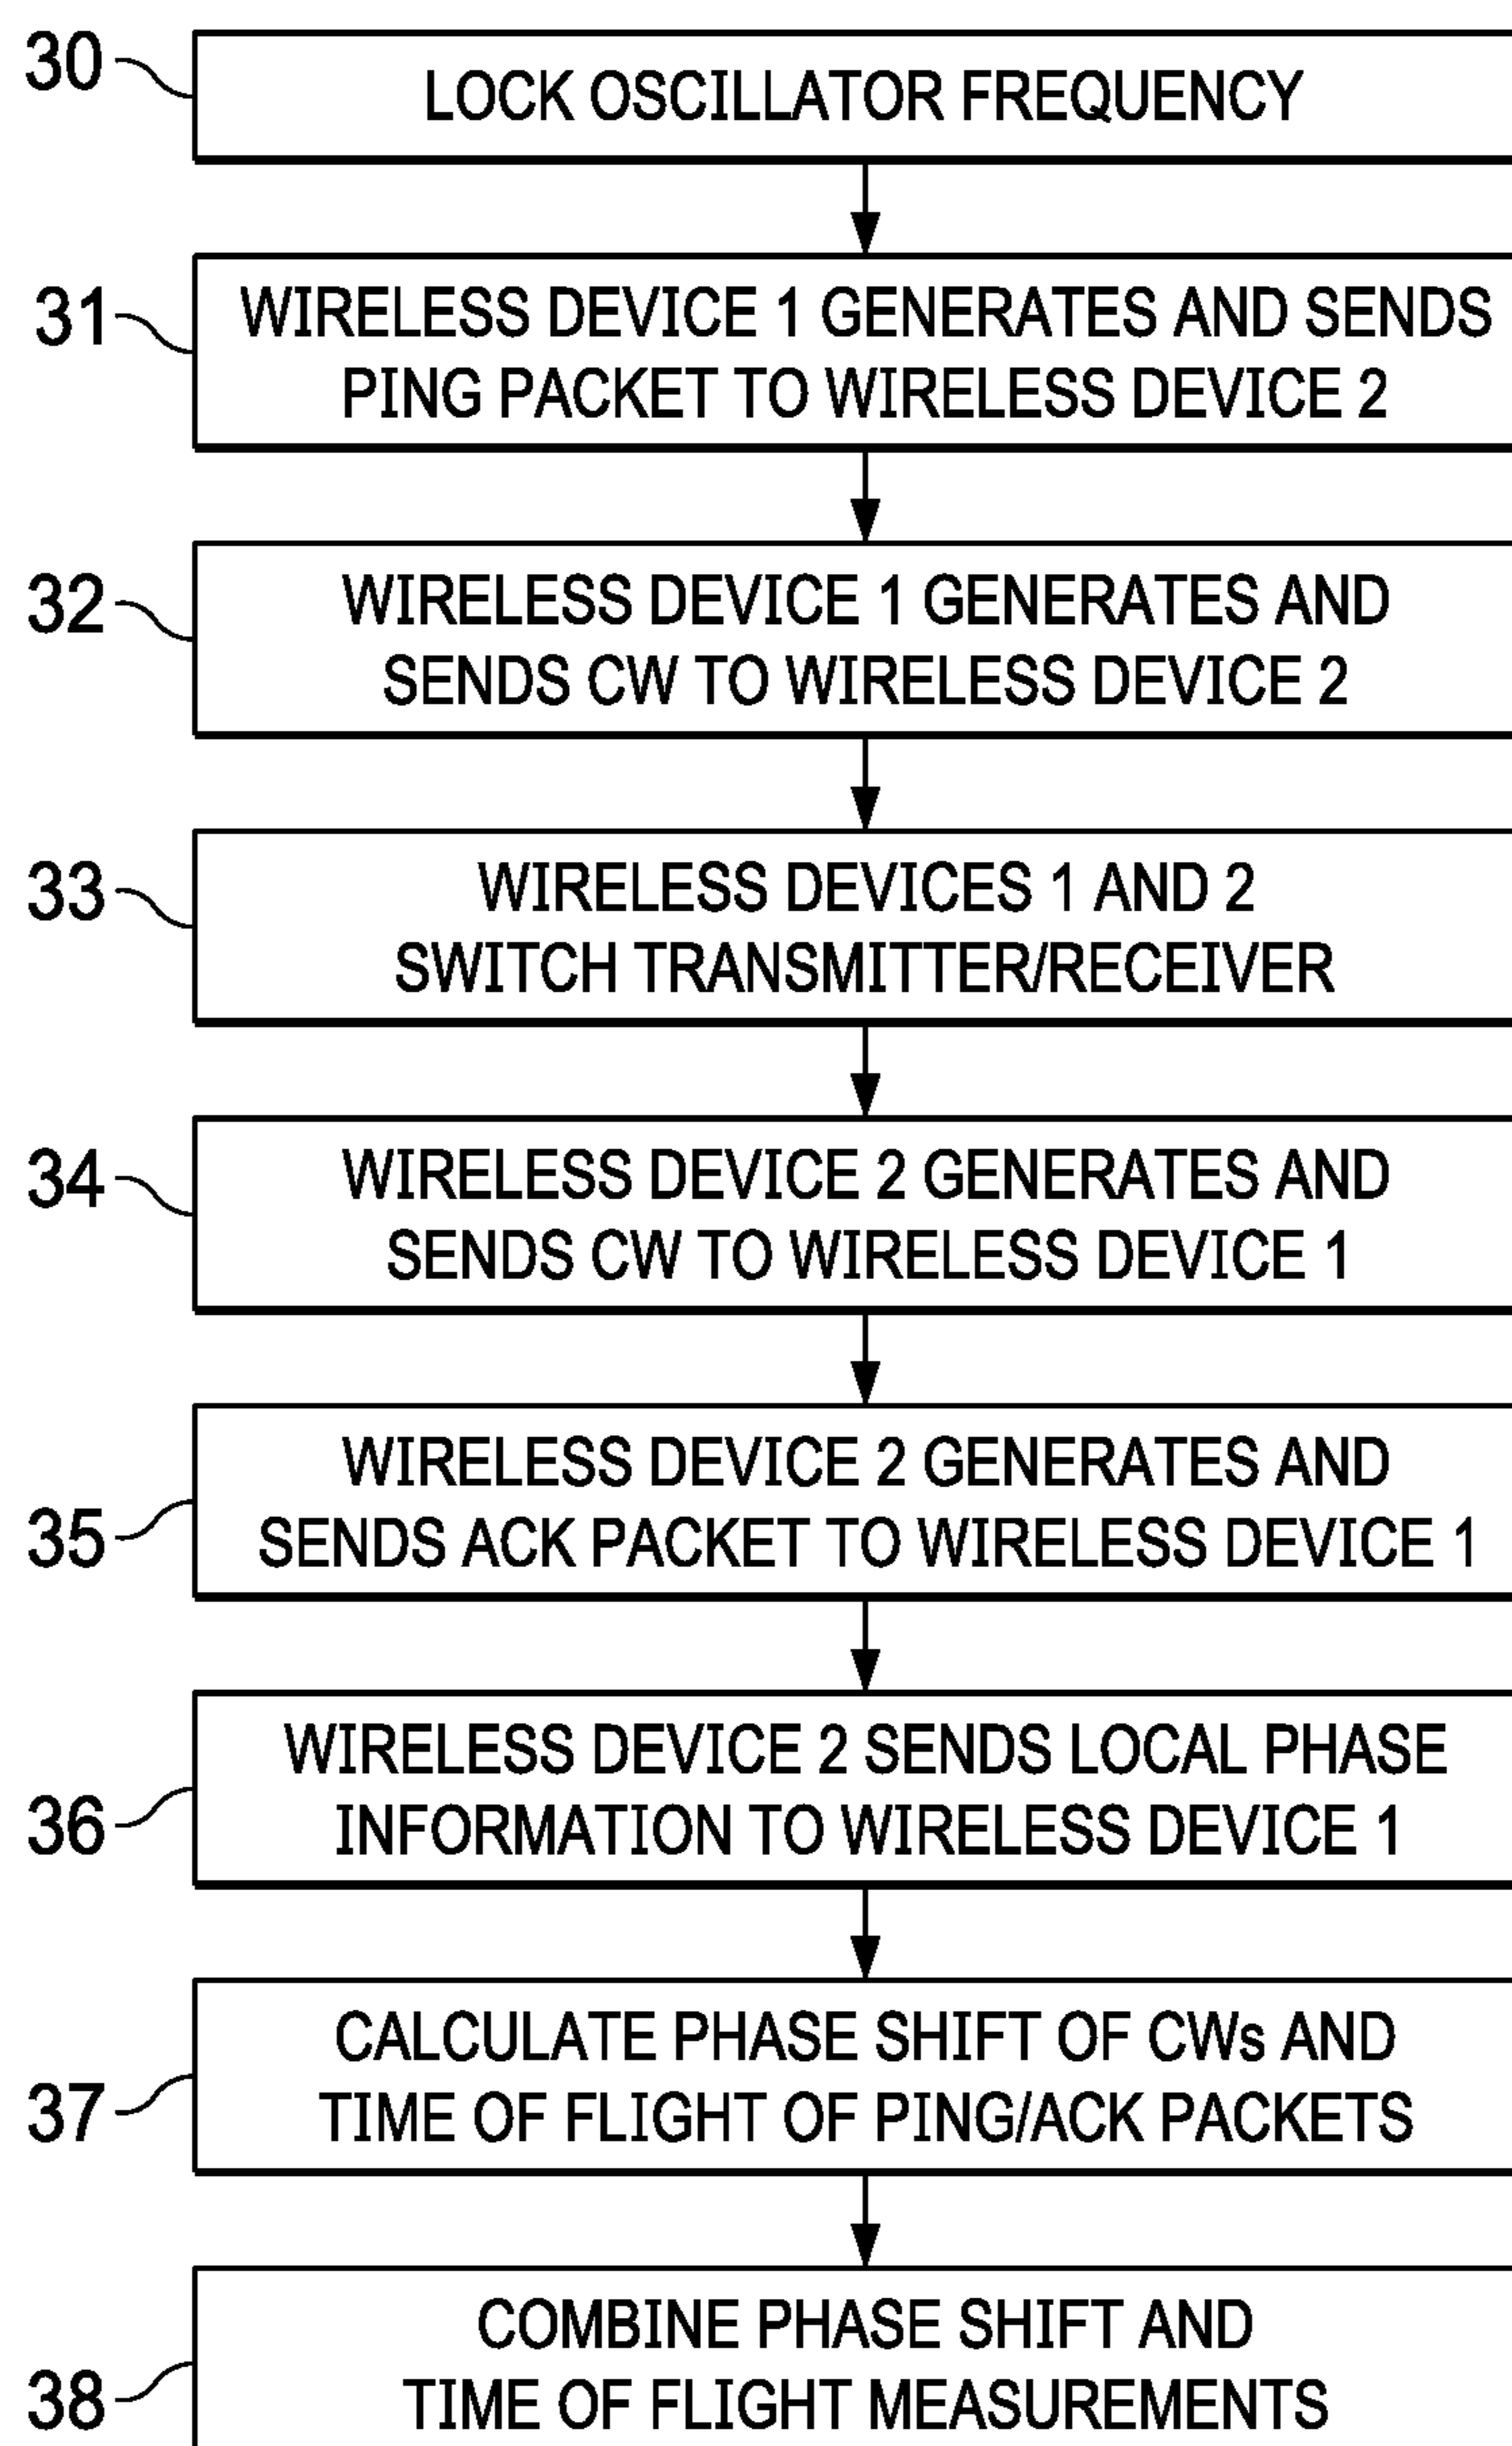 30
LOCK OSCILLATOR FREQUENCY
31
WIRELESS DEVICE 1 GENERATES AND SENDS
PING PACKET TO WIRELESS DEVICE 2
32
WIRELESS DEVICE 1 GENERATES AND
SENDS CW TO WIRELESS DEVICE 2
33
WIRELESS DEVICES 1 AND 2
SWITCH TRANSMITTER/RECEIVER
34
WIRELESS DEVICE 2 GENERATES AND
SENDS CW TO WIRELESS DEVICE 1
35
WIRELESS DEVICE 2 GENERATES AND
SENDS ACK PACKET TO WIRELESS DEVICE 1
36
WIRELESS DEVICE 2 SENDS LOCAL PHASE
INFORMATION TO WIRELESS DEVICE 1
37
CALCULATE PHASE SHIFT OF CWs AND
TIME OF FLIGHT OF PING/ACK PACKETS
38
COMBINE PHASE SHIFT AND
TIME OF FLIGHT MEASUREMENTS